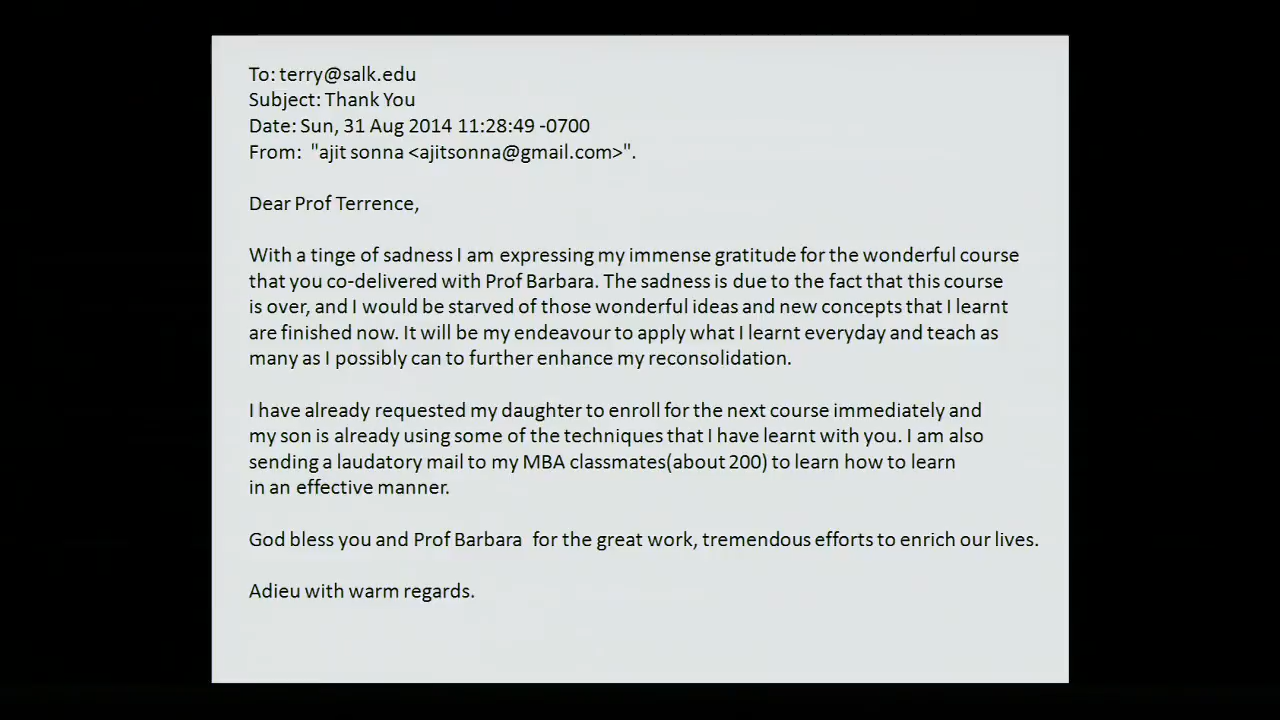 To: terry@salk.edu
Subject: Thank You
Date: Sun, 31 Aug 2014 11:28:49 -0700
From:  "ajit sonna <ajitsonna@gmail.com>".
Dear Prof Terrence,
With a tinge of sadness I am expressing my immense gratitude for the wonderful course
that you co-delivered with Prof Barbara. The sadness is due to the fact that this course
is over, and I would be starved of those wonderful ideas and new concepts that I learnt
are finished now. It will be my endeavour to apply what I learnt everyday and teach as
many as I possibly can to further enhance my reconsolidation.
I have already requested my daughter to enroll for the next course immediately and
my son is already using some of the techniques that I have learnt with you. I am also
sending a laudatory mail to my MBA classmates(about 200) to learn how to learn
in an effective manner.
God bless you and Prof Barbara  for the great work, tremendous efforts to enrich our lives.
Adieu with warm regards.